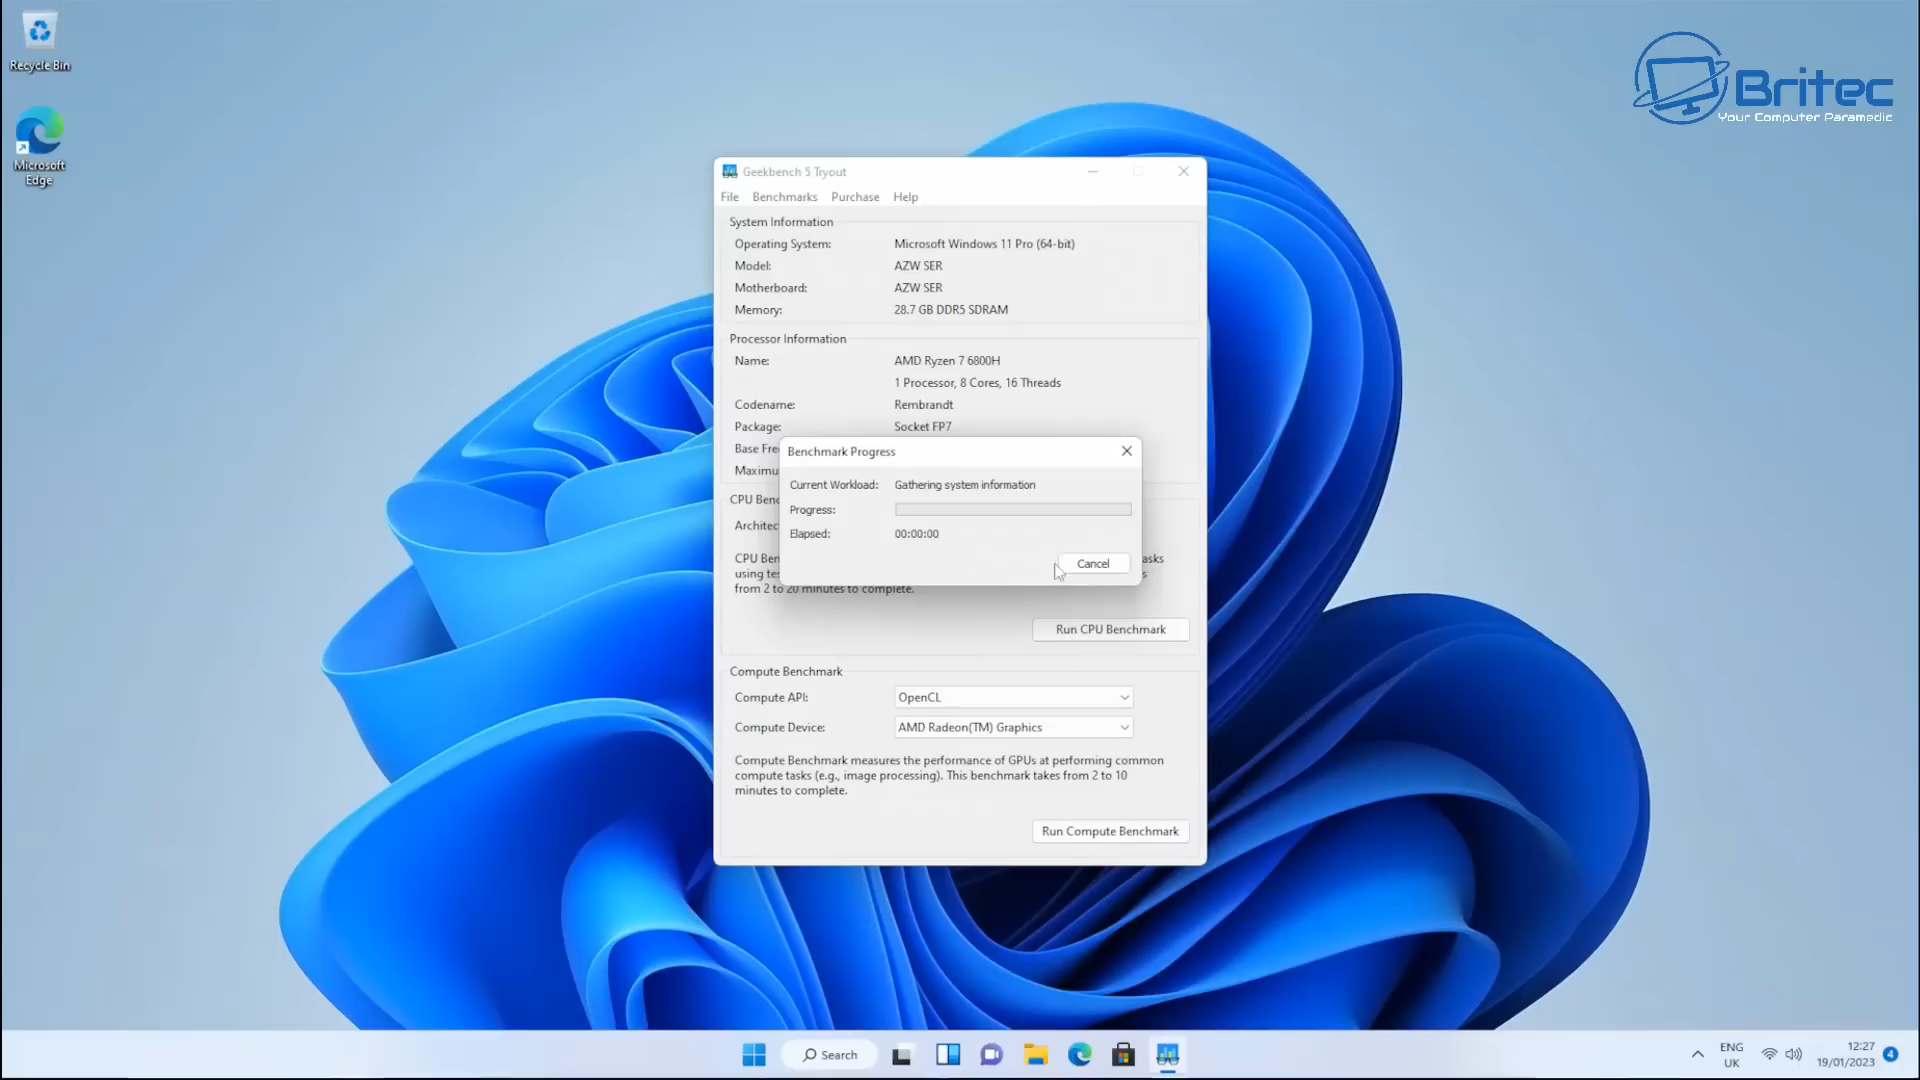 Recycle Bin
Microsoft
Edge
Britec
Your Computer Paramedic
Geekbench 5 Tryout
File Benchmarks Purchase Help
System Information
Operating System: Microsoft Windows 11 Pro (64-bit)
Model: AZW SER
Motherboard: AZW SER
Memory: 28.7 GB DDR5 SDRAM
Processor Information
Name: AMD Ryzen 7 6800H
1 Processor, 8 Cores, 16 Threads
Codename: Rembrandt
Package: Socket FP7
Base Fre
Maximu
CPU Ben
Architec
CPU Ben asks
using tes s
from 2 to 20 minutes to complete.
Benchmark Progress
Current Workload: Gathering system information
Progress:
Elapsed: 00:00:00
Cancel
Run CPU Benchmark
Compute Benchmark
Compute API: OpenCL
Compute Device: AMD Radeon(TM) Graphics
Compute Benchmark measures the performance of GPUs at performing common
compute tasks (e.g., image processing). This benchmark takes from 2 to 10
minutes to complete.
Run Compute Benchmark
Search
ENG
UK
12:27
19/01/2023
4